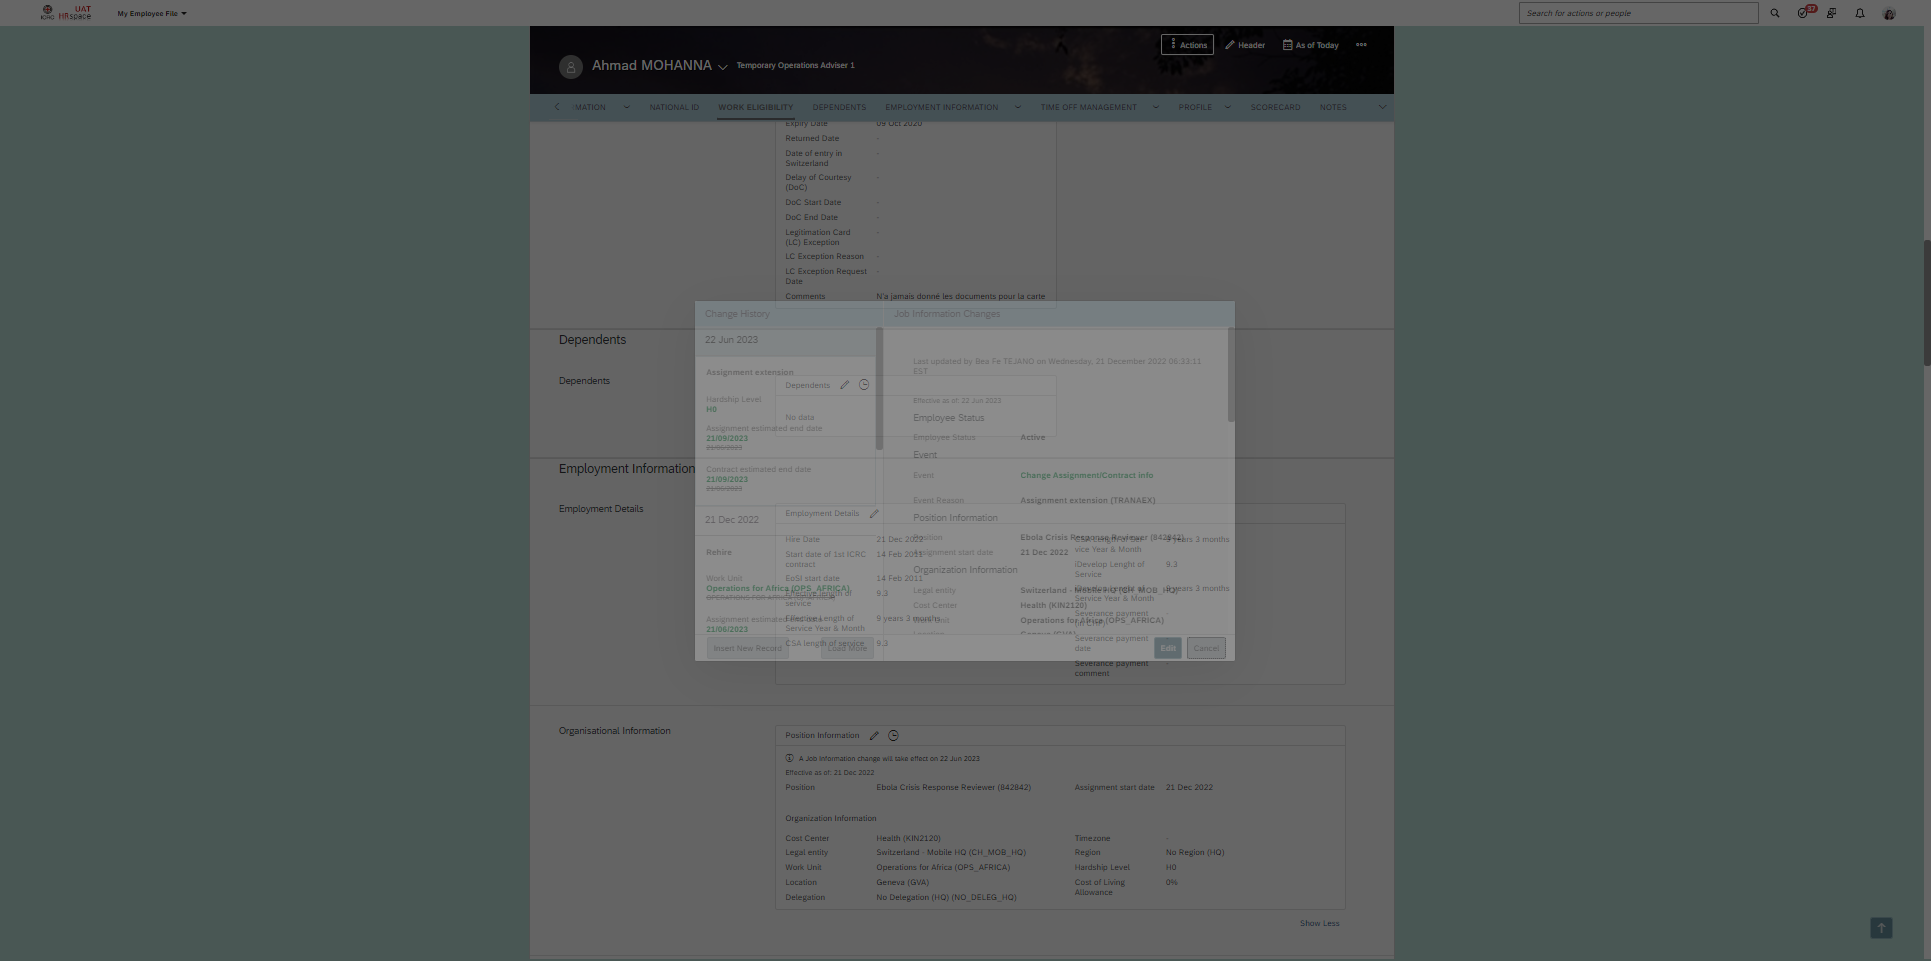 ICRC
UAT
HRspace
My Employee File
Search for actions or people
37
Ahmad MOHANNA
Temporary Operations Adviser 1
Actions
Header
As of Today
MATION
NATIONAL ID
WORK ELIGIBILITY
DEPENDENTS
EMPLOYMENT INFORMATION
TIME OFF MANAGEMENT
PROFILE
SCORECARD
NOTES
Expiry Date 09 Oct 2020
Returned Date -
Date of entry in -
Switzerland
Delay of Courtesy -
(DoC)
DoC Start Date -
DoC End Date -
Legitimation Card -
(LC) Exception
LC Exception Reason -
LC Exception Request -
Date
Comments N'a jamais donné les documents pour la carte
Change History
22 Jun 2023
Assignment extension
Hardship Level
H0
Assignment estimated end date
21/09/2023
21/06/2023
Contract estimated end date
21/09/2023
21/06/2023
21 Dec 2022
Rehire
Work Unit
Operations for Africa (OPS_AFRICA)
Assignment estimated end date
21/06/2023
Insert New Record
Load More
Job Information Changes
Last updated by Bea Fe TEJANO on Wednesday, 21 December 2022 06:33:11
EST
Effective as of: 22 Jun 2023
Employee Status
Employee Status Active
Event
Event Change Assignment/Contract info
Event Reason Assignment extension (TRANAEX)
Position Information
Position Ebola Crisis Response Reviewer (842842)
Assignment start date 21 Dec 2022
Organization Information
Legal entity Switzerland - Mobile HQ (CH_MOB_HQ)
Cost Center Health (KIN2120)
Work Unit Operations for Africa (OPS_AFRICA)
Location Geneva (GVA)
Edit
Cancel
Dependents
Dependents
Dependents
No data
Employment Information
Employment Details
Employment Details
Hire Date 21 Dec 2022
Start date of 1st ICRC 14 Feb 2011
contract
EoSI start date 14 Feb 2011
Effective length of 9.3
service
Effective Length of 9 years 3 months
Service Year & Month
CSA length of service 9.3
CSA Length of Ser- 9 years 3 months
vice Year & Month
iDevelop Lenght of 9.3
Service
iDevelop Length of 9 years 3 months
Service Year & Month
Severance payment
(in CHF)
Severance payment
date
Severance payment
comment
Organisational Information
Position Information
A Job Information change will take effect on 22 Jun 2023
Effective as of: 21 Dec 2022
Position Ebola Crisis Response Reviewer (842842)
Assignment start date 21 Dec 2022
Organization Information
Cost Center Health (KIN2120)
Legal entity Switzerland - Mobile HQ (CH_MOB_HQ)
Work Unit Operations for Africa (OPS_AFRICA)
Location Geneva (GVA)
Delegation No Delegation (HQ) (NO_DELEG_HQ)
Timezone -
Region No Region (HQ)
Hardship Level H0
Cost of Living 0%
Allowance
Show Less